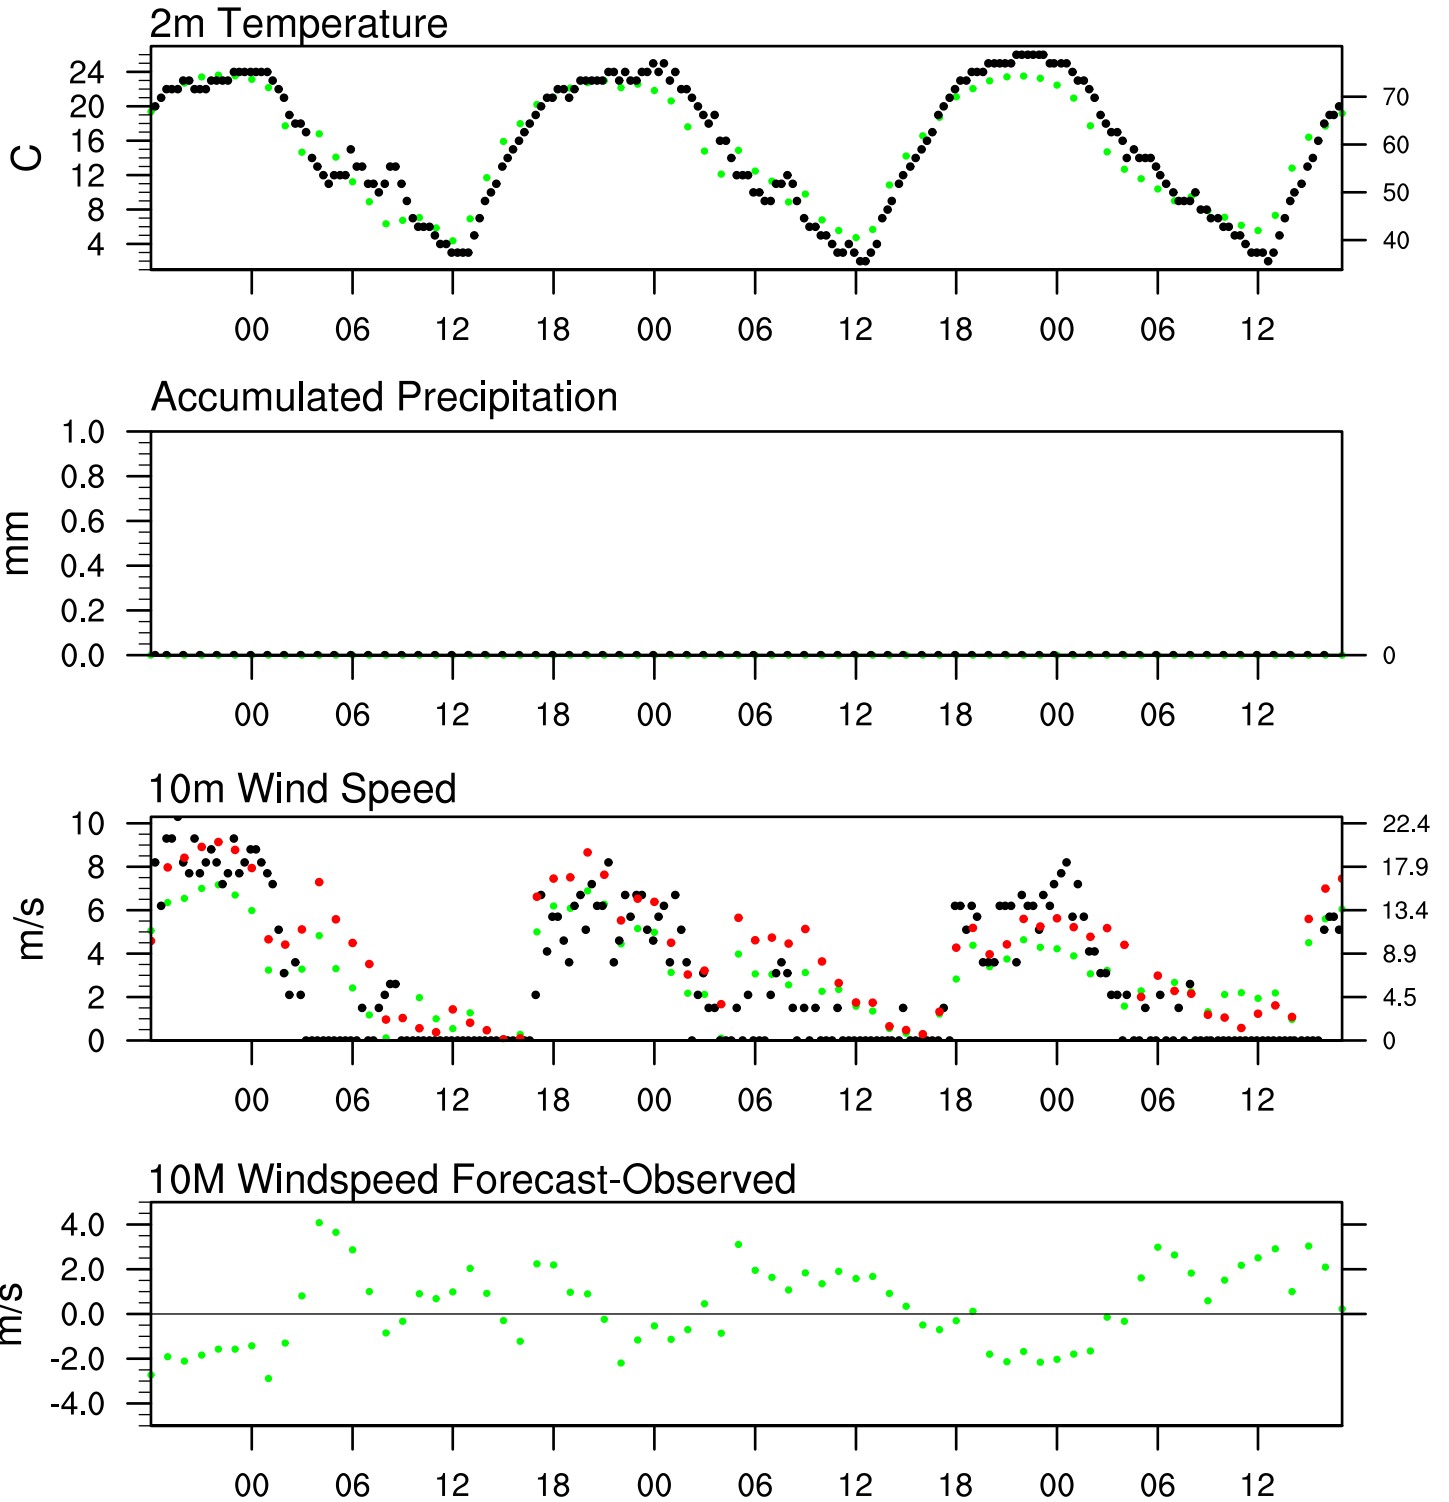 2m Temperature
24
20
16
12
8
4
C
70
60
50
40
00 06 12 18 00 06 12 18 00 06 12
Accumulated Precipitation
1.0
0.8
0.6
0.4
0.2
0.0
mm
0
00 06 12 18 00 06 12 18 00 06 12
10m Wind Speed
10
8
6
4
2
0
m/s
22.4
17.9
13.4
8.9
4.5
0
00 06 12 18 00 06 12 18 00 06 12
10M Windspeed Forecast-Observed
4.0
2.0
0.0
-2.0
-4.0
m/s
00 06 12 18 00 06 12 18 00 06 12